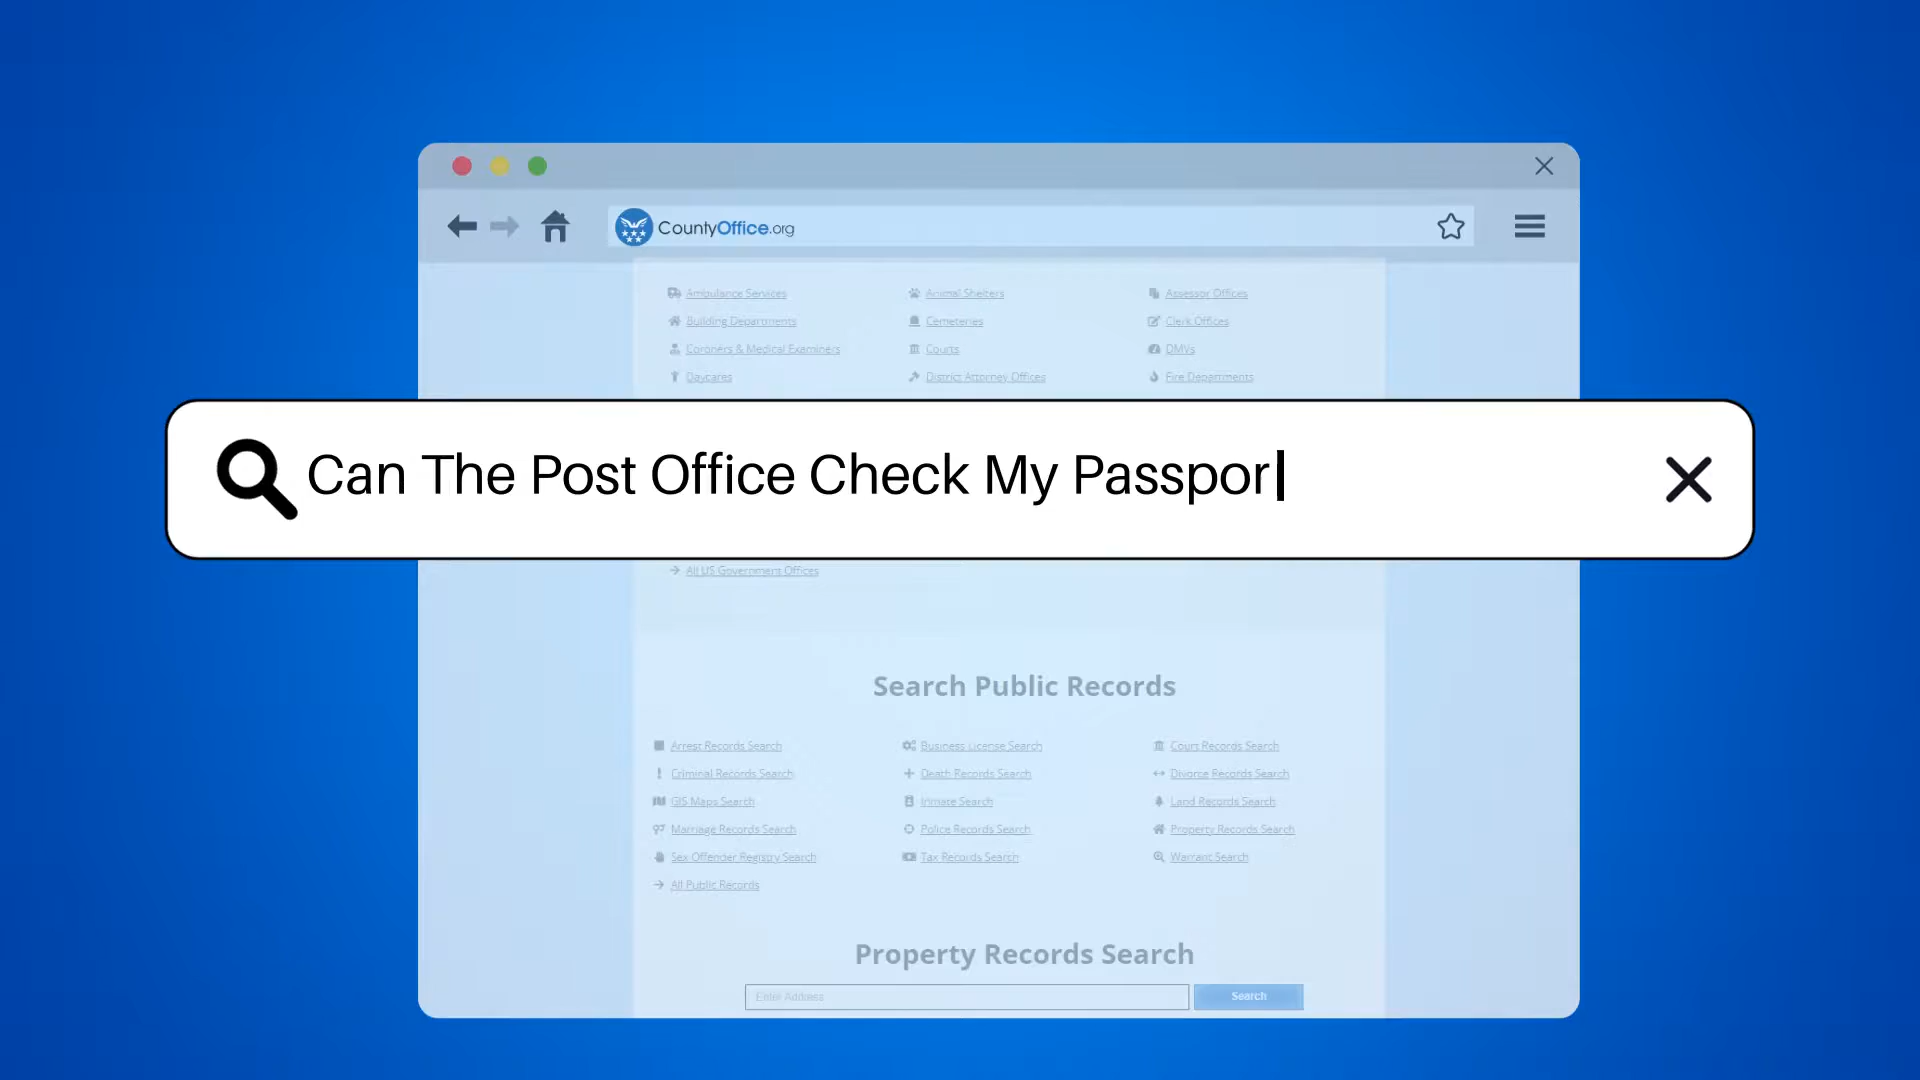 CountyOffice.org
Ambulance Services Animal Shelters Assessor Offices
Building Departments Cemeteries Clerk Offices
Coroners & Medical Examiners Courts DMVs
Daycares District Attorney Offices Fire Departments
Can The Post Office Check My Passpor
All US Government Offices
Search Public Records
Arrest Records Search Business License Search Court Records Search
Criminal Records Search Death Records Search Divorce Records Search
GIS Maps Search Inmate Search Land Records Search
Marriage Records Search Police Records Search Property Records Search
Sex Offender Registry Search Tax Records Search Warrant Search
All Public Records
Property Records Search
Enter Address Search